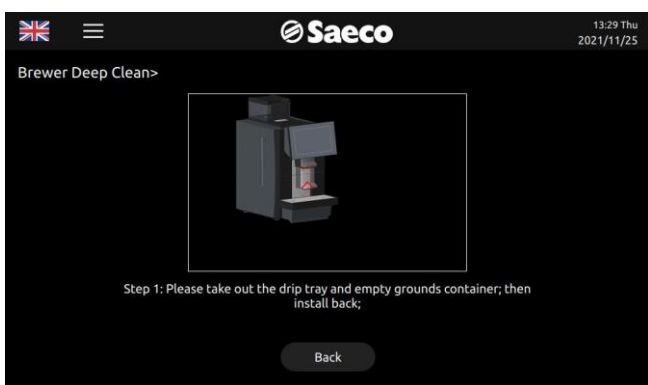 Saeco
13:29 Thu
2021/11/25
Brewer Deep Clean>
Step 1: Please take out the drip tray and empty grounds container; then
install back;
Back